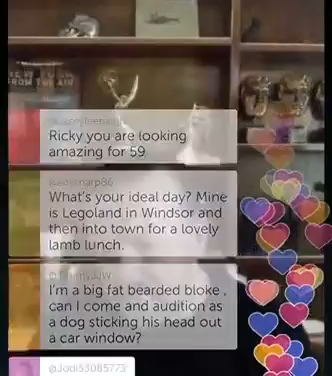 Ricky you are looking
amazing for 59
What's your ideal day? Mine
is Legoland in Windsor and
then into town for a lovely
lamb lunch.
I'm a big fat bearded bloke ,
can I come and audition as
a dog sticking his head out
a car window?
@Jodi53085773